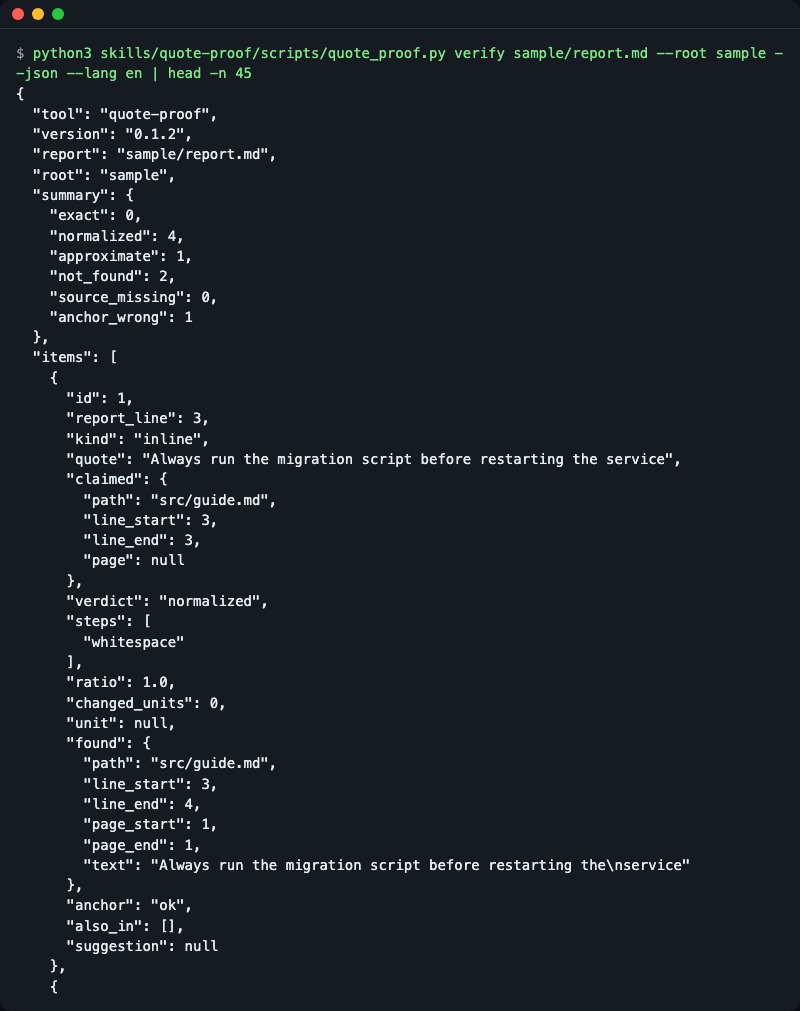 $ python3 skills/quote-proof/scripts/quote_proof.py verify sample/report.md --root sample -
-json --lang en | head -n 45
{
  "tool": "quote-proof",
  "version": "0.1.2",
  "report": "sample/report.md",
  "root": "sample",
  "summary": {
    "exact": 0,
    "normalized": 4,
    "approximate": 1,
    "not_found": 2,
    "source_missing": 0,
    "anchor_wrong": 1
  },
  "items": [
    {
      "id": 1,
      "report_line": 3,
      "kind": "inline",
      "quote": "Always run the migration script before restarting the service",
      "claimed": {
        "path": "src/guide.md",
        "line_start": 3,
        "line_end": 3,
        "page": null
      },
      "verdict": "normalized",
      "steps": [
        "whitespace"
      ],
      "ratio": 1.0,
      "changed_units": 0,
      "unit": null,
      "found": {
        "path": "src/guide.md",
        "line_start": 3,
        "line_end": 4,
        "page_start": 1,
        "page_end": 1,
        "text": "Always run the migration script before restarting the\nservice"
      },
      "anchor": "ok",
      "also_in": [],
      "suggestion": null
    },
    {